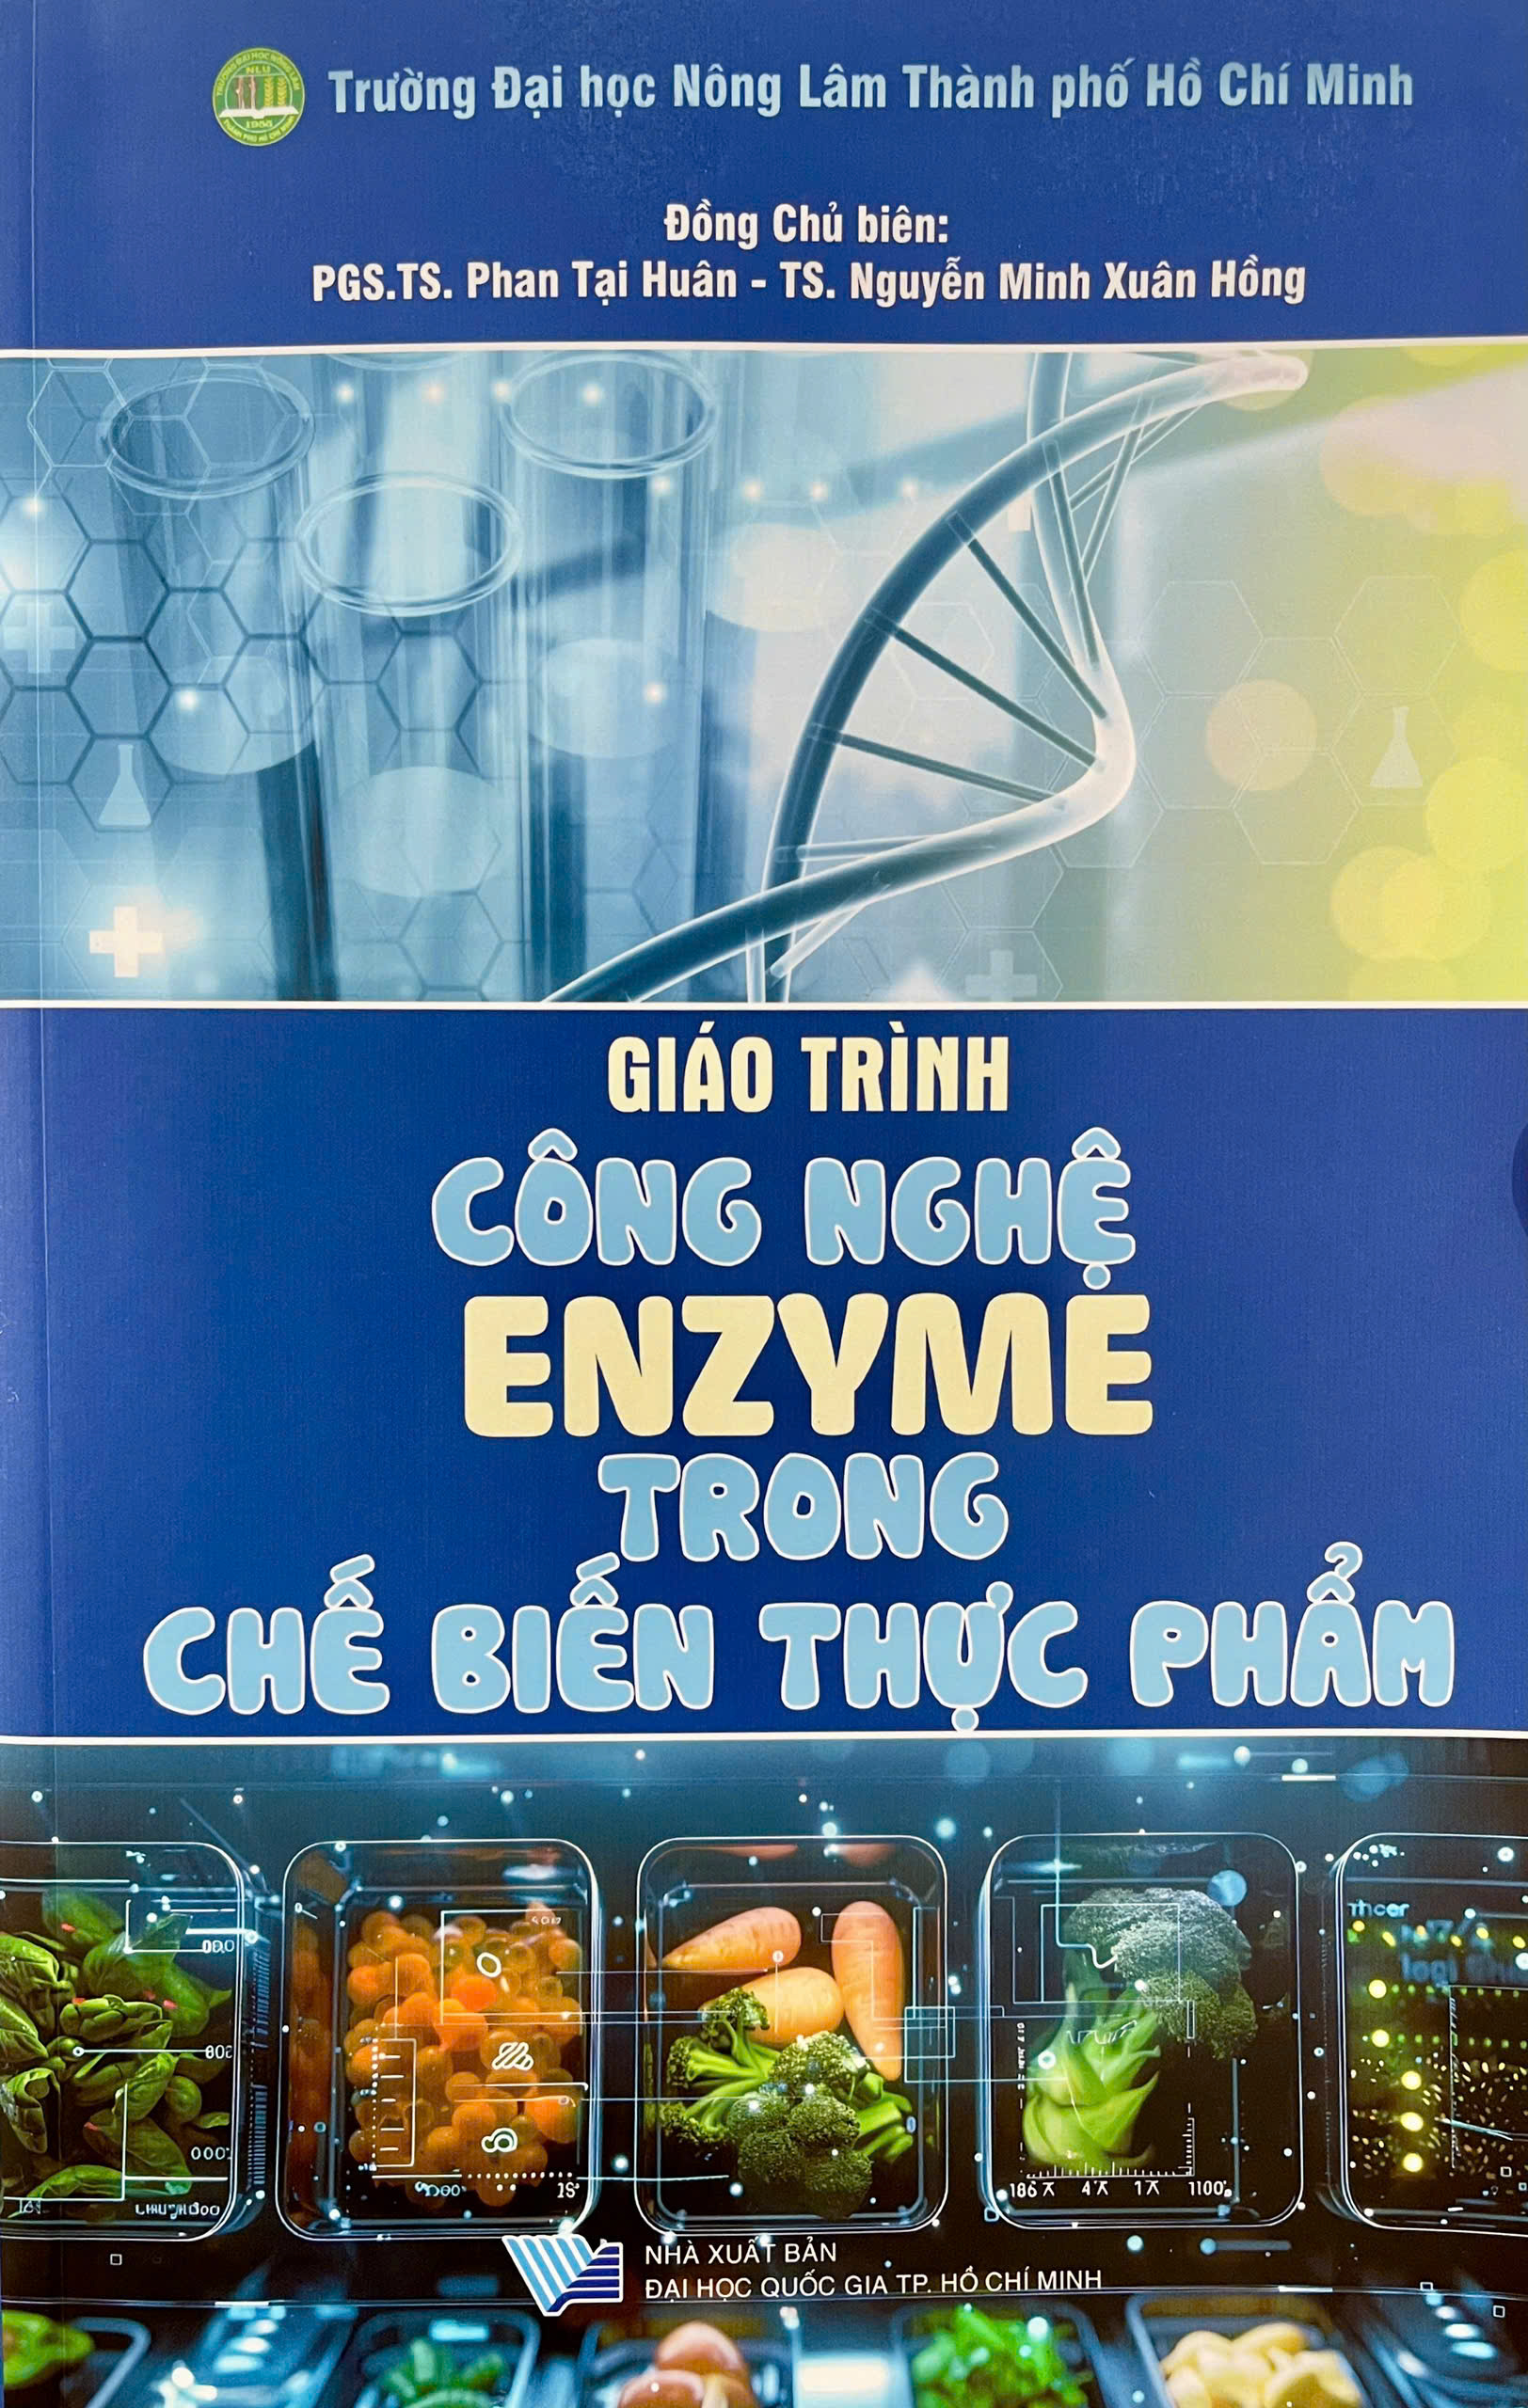 Trường Đại học Nông Lâm Thành phố Hồ Chí Minh
Đồng Chủ biên:
PGS.TS. Phan Tại Huân - TS. Nguyễn Minh Xuân Hồng
GIÁO TRÌNH
CÔNG NGHỆ
ENZYME
TRONG
CHẾ BIẾN THỰC PHẨM
NHÀ XUẤT BẢN
ĐẠI HỌC QUỐC GIA TP. HỒ CHÍ MINH